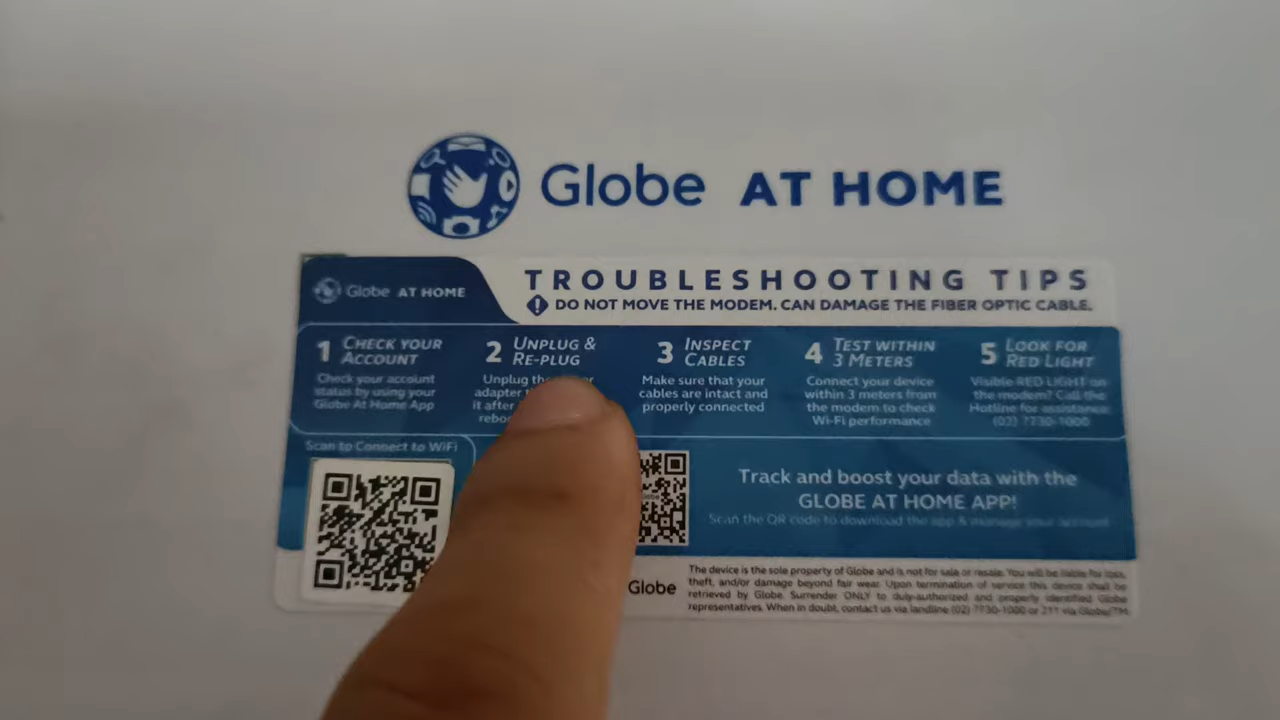 Globe AT HOME
Globe AT HOME
TROUBLESHOOTING TIPS
! DO NOT MOVE THE MODEM. CAN DAMAGE THE FIBER OPTIC CABLE.
1 CHECK YOUR
ACCOUNT
Check your account
status by using your
Globe At Home App
2 UNPLUG &
RE-PLUG
Unplug
adapter
it after
3 INSPECT
CABLES
Make sure that your
cables are intact and
properly connected
4 TEST WITHIN
3 METERS
Connect your device
within 3 meters from
the modem to check
Wi-Fi performance
5 LOOK FOR
RED LIGHT
Visible RED LIGHT on
the modem? Call the
Hotline for assistance
(02) 7730-1000
Scan to Connect to WiFi
Track and boost your data with the
GLOBE AT HOME APP!
Scan the QR code to download the app & manage your account
Globe
The device is the sole property of Globe and is not for sale or resale. You will be liable for loss,
theft, and/or damage beyond fair wear. Upon termination of service this device shall be
retrieved by Globe. Surrender ONLY to duly-authorized and properly identified Globe
representatives. When in doubt, contact us via landline (02) 7730-1000 or 211 via Globe/TM